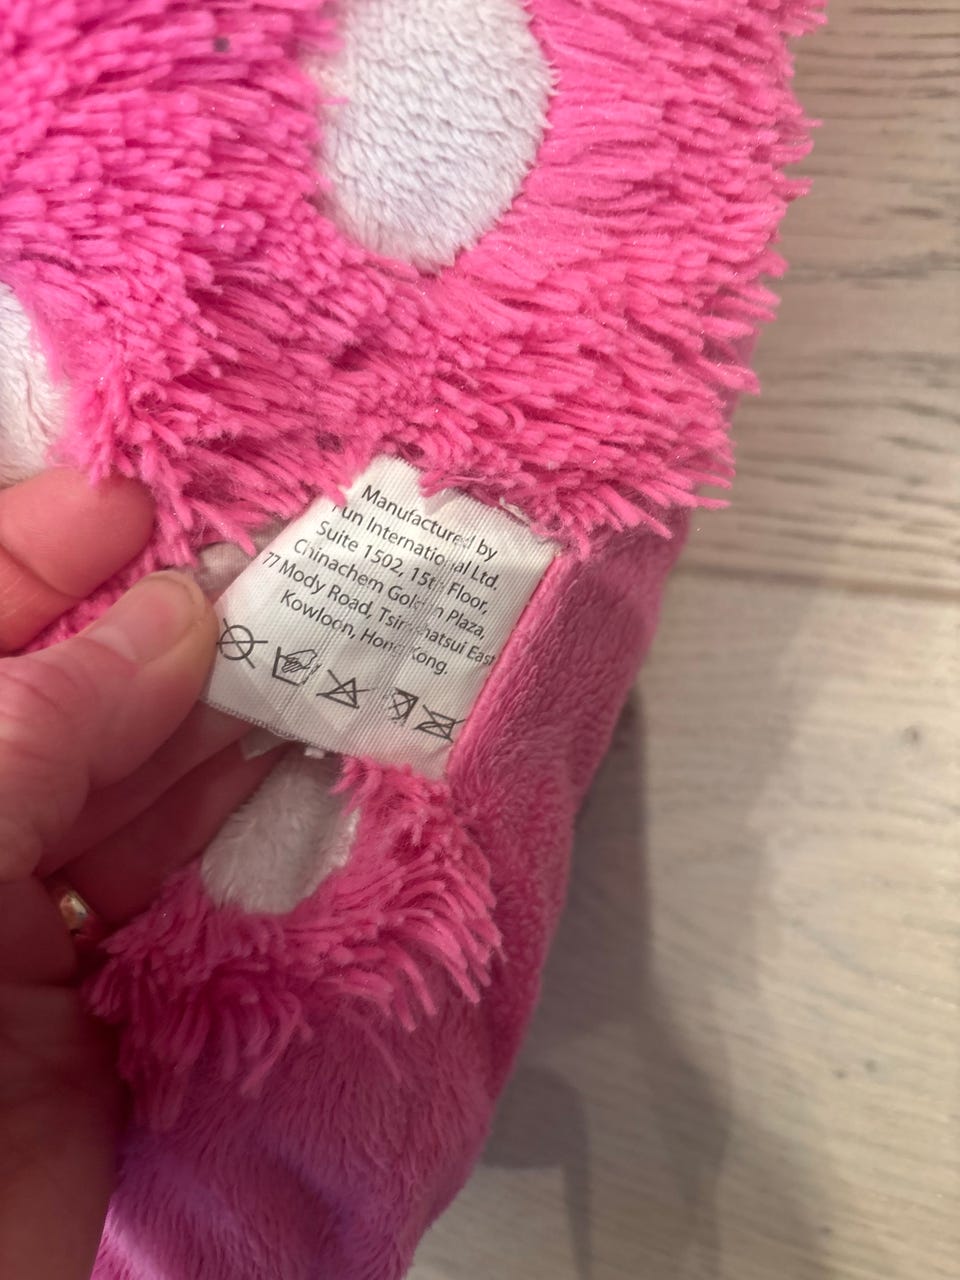 Manufactured by
Fun International Ltd.
Suite 1502, 15th Floor,
Chinachem Golden Plaza,
77 Mody Road, Tsimshatsui East
Kowloon, Hong Kong.